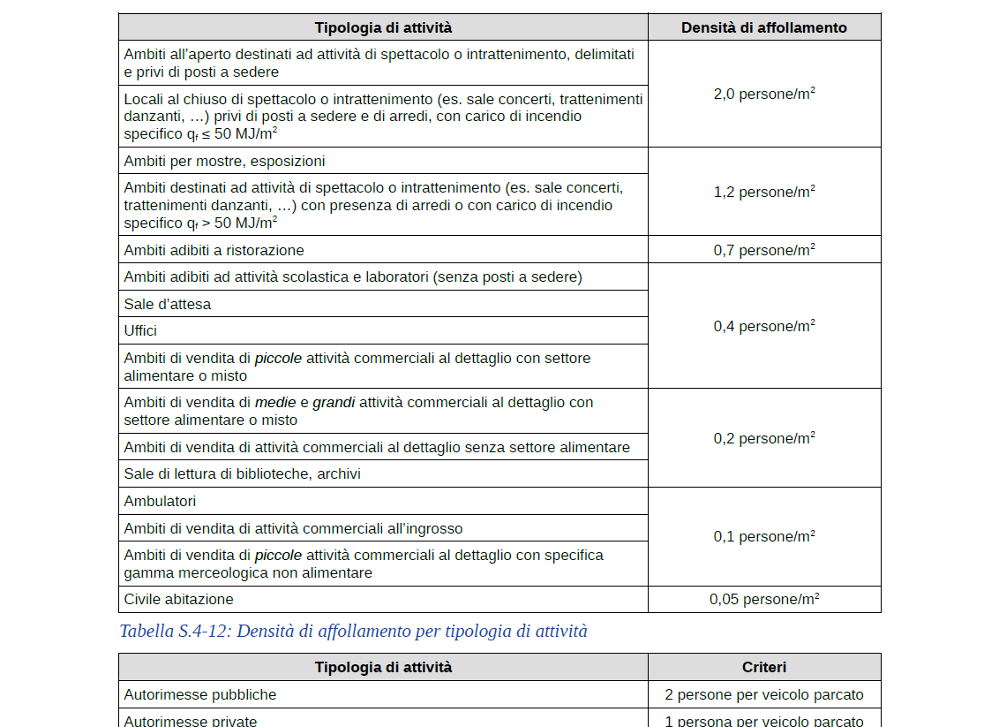 Tipologia di attività Densità di affollamento
Ambiti all’aperto destinati ad attività di spettacolo o intrattenimento, delimitati
e privi di posti a sedere
2,0 persone/m²
Locali al chiuso di spettacolo o intrattenimento (es. sale concerti, trattenimenti
danzanti, …) privi di posti a sedere e di arredi, con carico di incendio
specifico qf ≤ 50 MJ/m²
Ambiti per mostre, esposizioni
1,2 persone/m²
Ambiti destinati ad attività di spettacolo o intrattenimento (es. sale concerti,
trattenimenti danzanti, …) con presenza di arredi o con carico di incendio
specifico qf > 50 MJ/m²
Ambiti adibiti a ristorazione 0,7 persone/m²
Ambiti adibiti ad attività scolastica e laboratori (senza posti a sedere)
0,4 persone/m²
Sale d’attesa
Uffici
Ambiti di vendita di piccole attività commerciali al dettaglio con settore
alimentare o misto
Ambiti di vendita di medie e grandi attività commerciali al dettaglio con
settore alimentare o misto
0,2 persone/m²
Ambiti di vendita di attività commerciali al dettaglio senza settore alimentare
Sale di lettura di biblioteche, archivi
Ambulatori
0,1 persone/m²
Ambiti di vendita di attività commerciali all’ingrosso
Ambiti di vendita di piccole attività commerciali al dettaglio con specifica
gamma merceologica non alimentare
Civile abitazione 0,05 persone/m²
Tabella S.4-12: Densità di affollamento per tipologia di attività
Tipologia di attività Criteri
Autorimesse pubbliche 2 persone per veicolo parcato
Autorimesse private 1 persona per veicolo parcato